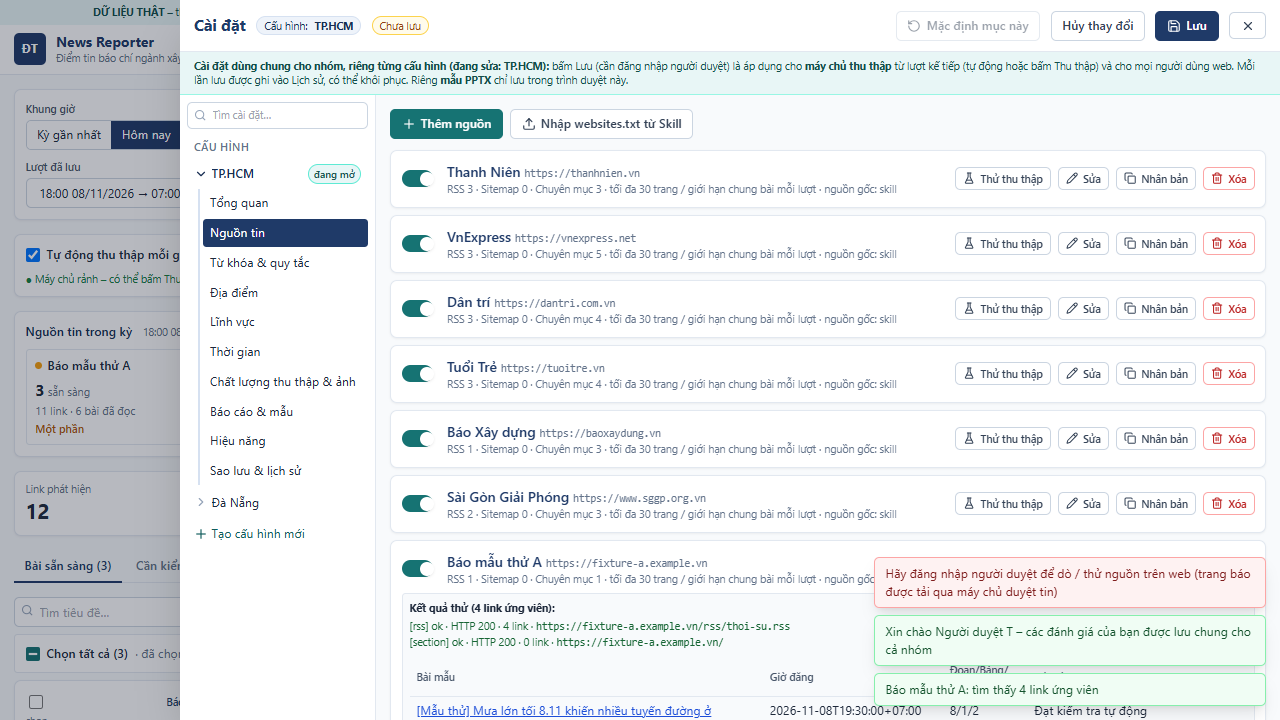 DỮ LIỆU THẬT – t
ĐT
News Reporter
Điểm tin báo chí ngành xây
Khung giờ
Kỳ gần nhất
Hôm nay
Lượt đã lưu
18:00 08/11/2026 → 07:00
Tự động thu thập mỗi g
● Máy chủ rảnh – có thể bấm Thu
Nguồn tin trong kỳ 18:00 08
Báo mẫu thử A
3 sẵn sàng
11 link · 6 bài đã đọc
Một phần
Link phát hiện
12
Bài sẵn sàng (3)
Cần kiể
Tìm tiêu đề...
Chọn tất cả (3) · đã chọn
Bá
Cài đặt
Cấu hình: TP.HCM
Chưa lưu
Mặc định mục này
Hủy thay đổi
Lưu
Cài đặt dùng chung cho nhóm, riêng từng cấu hình (đang sửa: TP.HCM): bấm Lưu (cần đăng nhập người duyệt) là áp dụng cho máy chủ thu thập từ lượt kế tiếp (tự động hoặc bấm Thu thập) và cho mọi người dùng web. Mỗi
lần lưu được ghi vào Lịch sử, có thể khôi phục. Riêng mẫu PPTX chỉ lưu trong trình duyệt này.
Tìm cài đặt...
CẤU HÌNH
TP.HCM
đang mở
Tổng quan
Nguồn tin
Từ khóa & quy tắc
Địa điểm
Lĩnh vực
Thời gian
Chất lượng thu thập & ảnh
Báo cáo & mẫu
Hiệu năng
Sao lưu & lịch sử
Đà Nẵng
+ Tạo cấu hình mới
+ Thêm nguồn
Nhập websites.txt từ Skill
Thanh Niên https://thanhnien.vn
RSS 3 · Sitemap 0 · Chuyên mục 3 · tối đa 30 trang / giới hạn chung bài mỗi lượt · nguồn gốc: skill
Thử thu thập
Sửa
Nhân bản
Xóa
VnExpress https://vnexpress.net
RSS 3 · Sitemap 0 · Chuyên mục 5 · tối đa 30 trang / giới hạn chung bài mỗi lượt · nguồn gốc: skill
Thử thu thập
Sửa
Nhân bản
Xóa
Dân trí https://dantri.com.vn
RSS 3 · Sitemap 0 · Chuyên mục 4 · tối đa 30 trang / giới hạn chung bài mỗi lượt · nguồn gốc: skill
Thử thu thập
Sửa
Nhân bản
Xóa
Tuổi Trẻ https://tuoitre.vn
RSS 3 · Sitemap 0 · Chuyên mục 4 · tối đa 30 trang / giới hạn chung bài mỗi lượt · nguồn gốc: skill
Thử thu thập
Sửa
Nhân bản
Xóa
Báo Xây dựng https://baoxaydung.vn
RSS 1 · Sitemap 0 · Chuyên mục 3 · tối đa 30 trang / giới hạn chung bài mỗi lượt · nguồn gốc: skill
Thử thu thập
Sửa
Nhân bản
Xóa
Sài Gòn Giải Phóng https://www.sggp.org.vn
RSS 2 · Sitemap 0 · Chuyên mục 3 · tối đa 30 trang / giới hạn chung bài mỗi lượt · nguồn gốc: skill
Thử thu thập
Sửa
Nhân bản
Xóa
Báo mẫu thử A https://fixture-a.example.vn
RSS 1 · Sitemap 0 · Chuyên mục 1 · tối đa 30 trang / giới hạn chung bài mỗi lượt · nguồn gốc
Kết quả thử (4 link ứng viên):
[rss] ok · HTTP 200 · 4 link · https://fixture-a.example.vn/rss/thoi-su.rss
[section] ok · HTTP 200 · 0 link · https://fixture-a.example.vn/
Bài mẫu
Giờ đăng
Đoạn/Bảng/
[Mẫu thử] Mưa lớn tối 8.11 khiến nhiều tuyến đường ở
2026-11-08T19:30:00+07:00
8/1/2
Đạt kiểm tra tự động
Hãy đăng nhập người duyệt để dò / thử nguồn trên web (trang báo
được tải qua máy chủ duyệt tin)
Xin chào Người duyệt T – các đánh giá của bạn được lưu chung cho
cả nhóm
Báo mẫu thử A: tìm thấy 4 link ứng viên